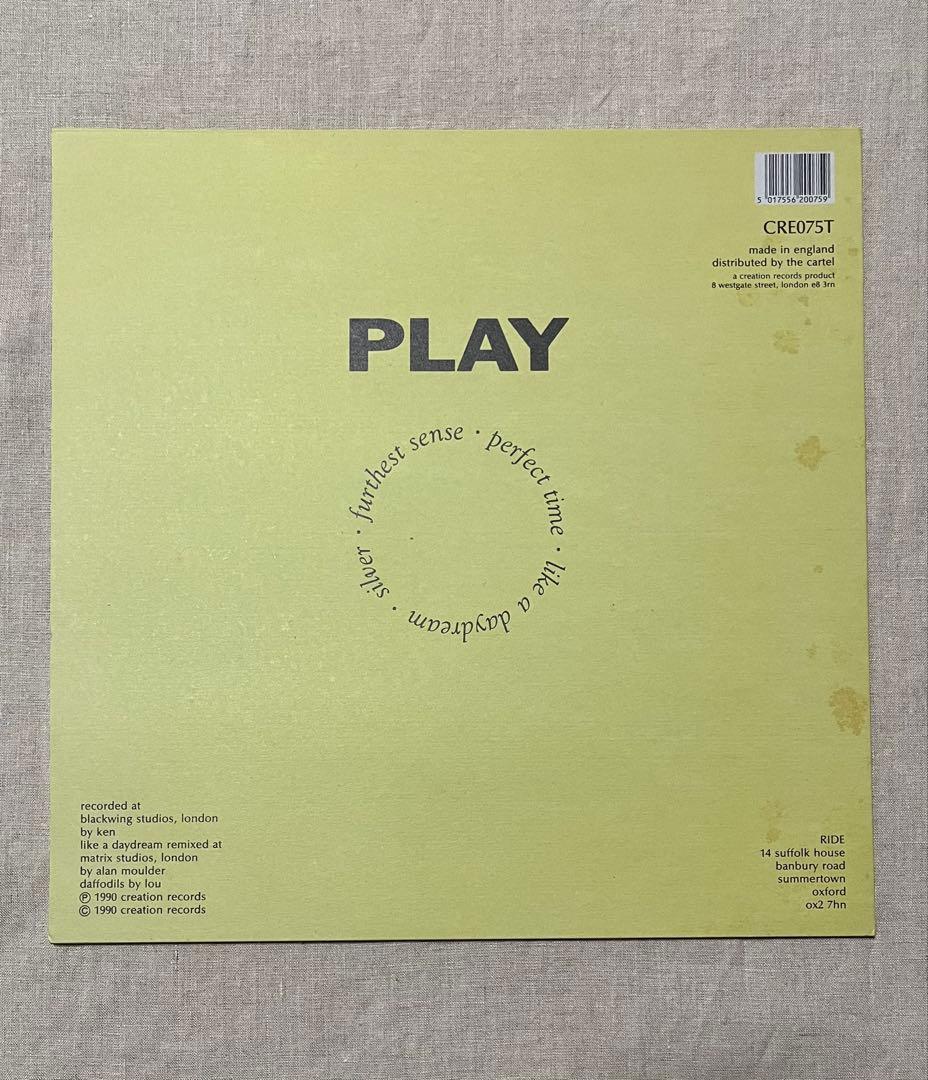 5 017556 200759
CRE075T
made in england
distributed by the cartel
a creation records product
8 westgate street, london e8 3rn
PLAY
perfect time · like a daydream · silver · furthest sense ·
recorded at
blackwing studios, london
by ken
like a daydream remixed at
matrix studios, london
by alan moulder
daffodils by lou
℗ 1990 creation records
© 1990 creation records
RIDE
14 suffolk house
banbury road
summertown
oxford
ox2 7hn